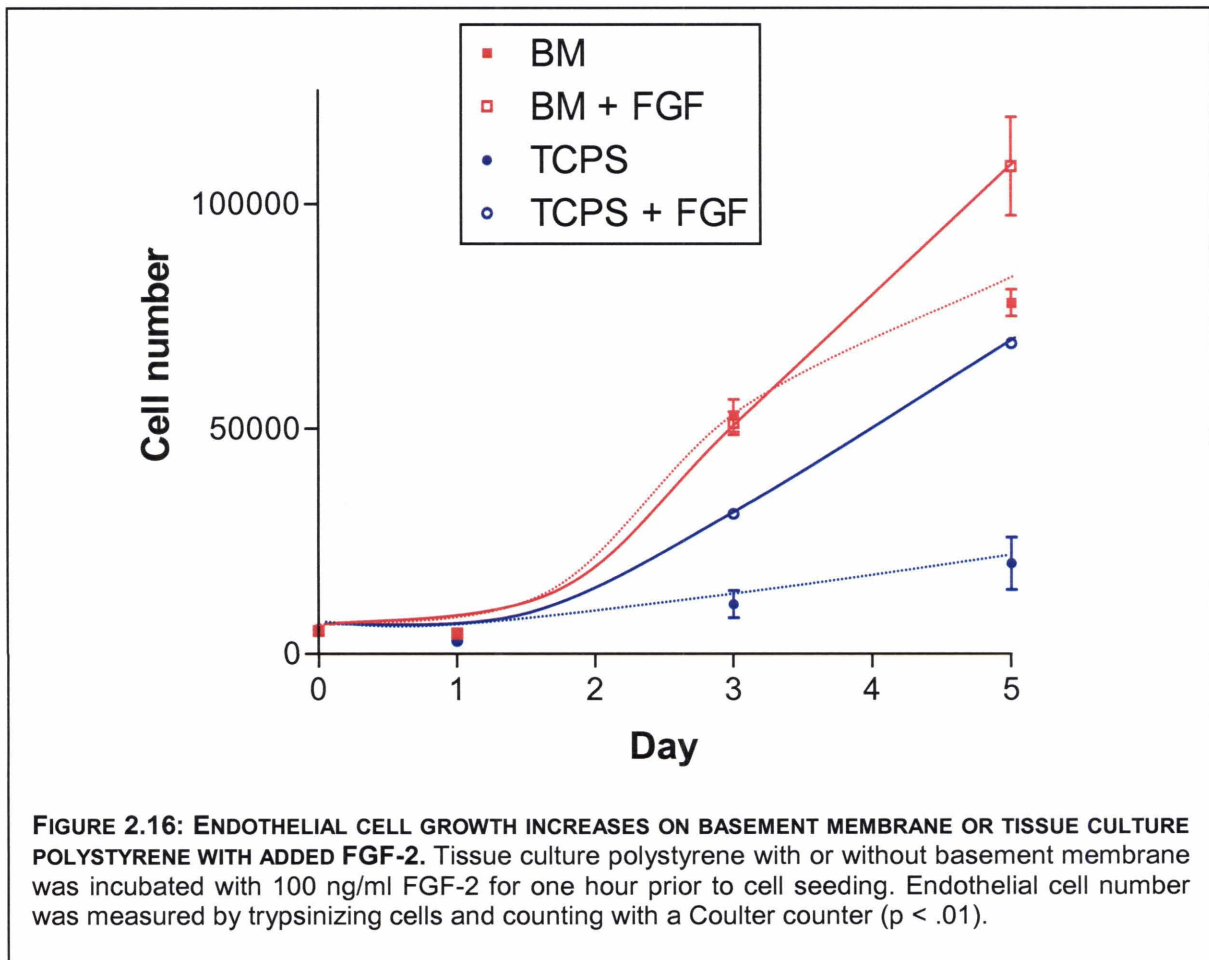 BM
BM + FGF
TCPS
TCPS + FGF
100000
50000
0
Cell number
0 1 2 3 4 5
Day
FIGURE 2.16: ENDOTHELIAL CELL GROWTH INCREASES ON BASEMENT MEMBRANE OR TISSUE CULTURE
POLYSTYRENE WITH ADDED FGF-2. Tissue culture polystyrene with or without basement membrane
was incubated with 100 ng/ml FGF-2 for one hour prior to cell seeding. Endothelial cell number
was measured by trypsinizing cells and counting with a Coulter counter (p < .01).